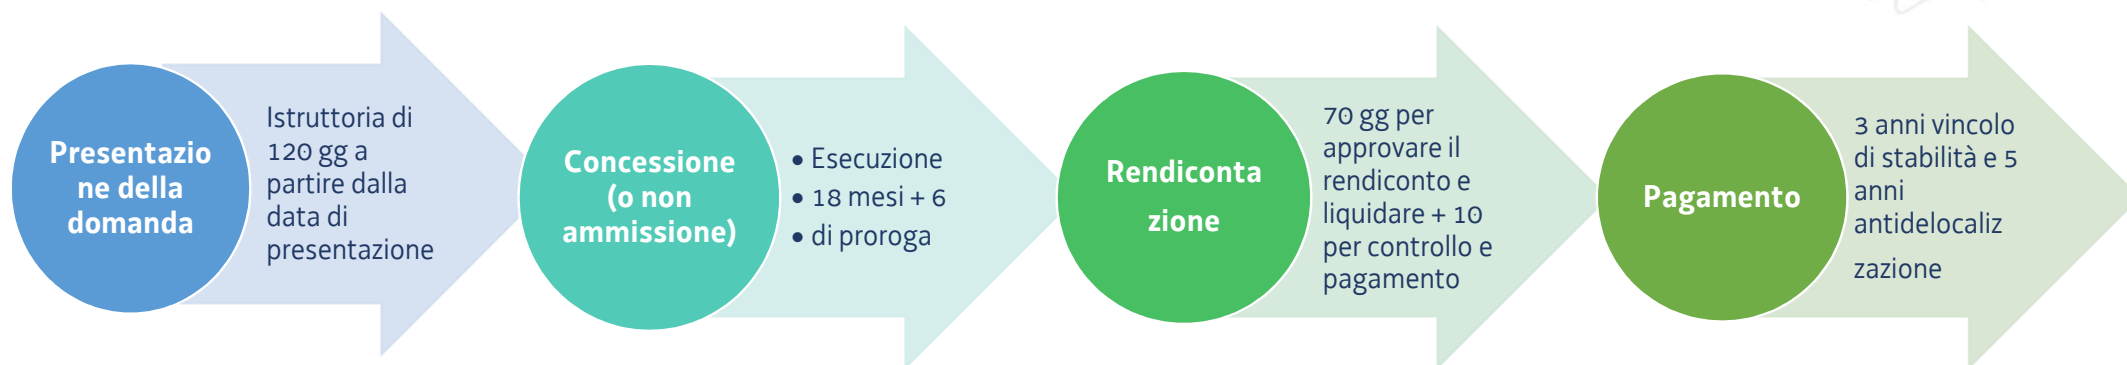 Presentazio
ne della
domanda
Istruttoria di
120 gg a
partire dalla
data di
presentazione
Concessione
(o non
ammissione)
• Esecuzione
• 18 mesi + 6
• di proroga
Rendiconta
zione
70 gg per
approvare il
rendiconto e
liquidare + 10
per controllo e
pagamento
Pagamento
3 anni vincolo
di stabilità e 5
anni
antidelocaliz
zazione